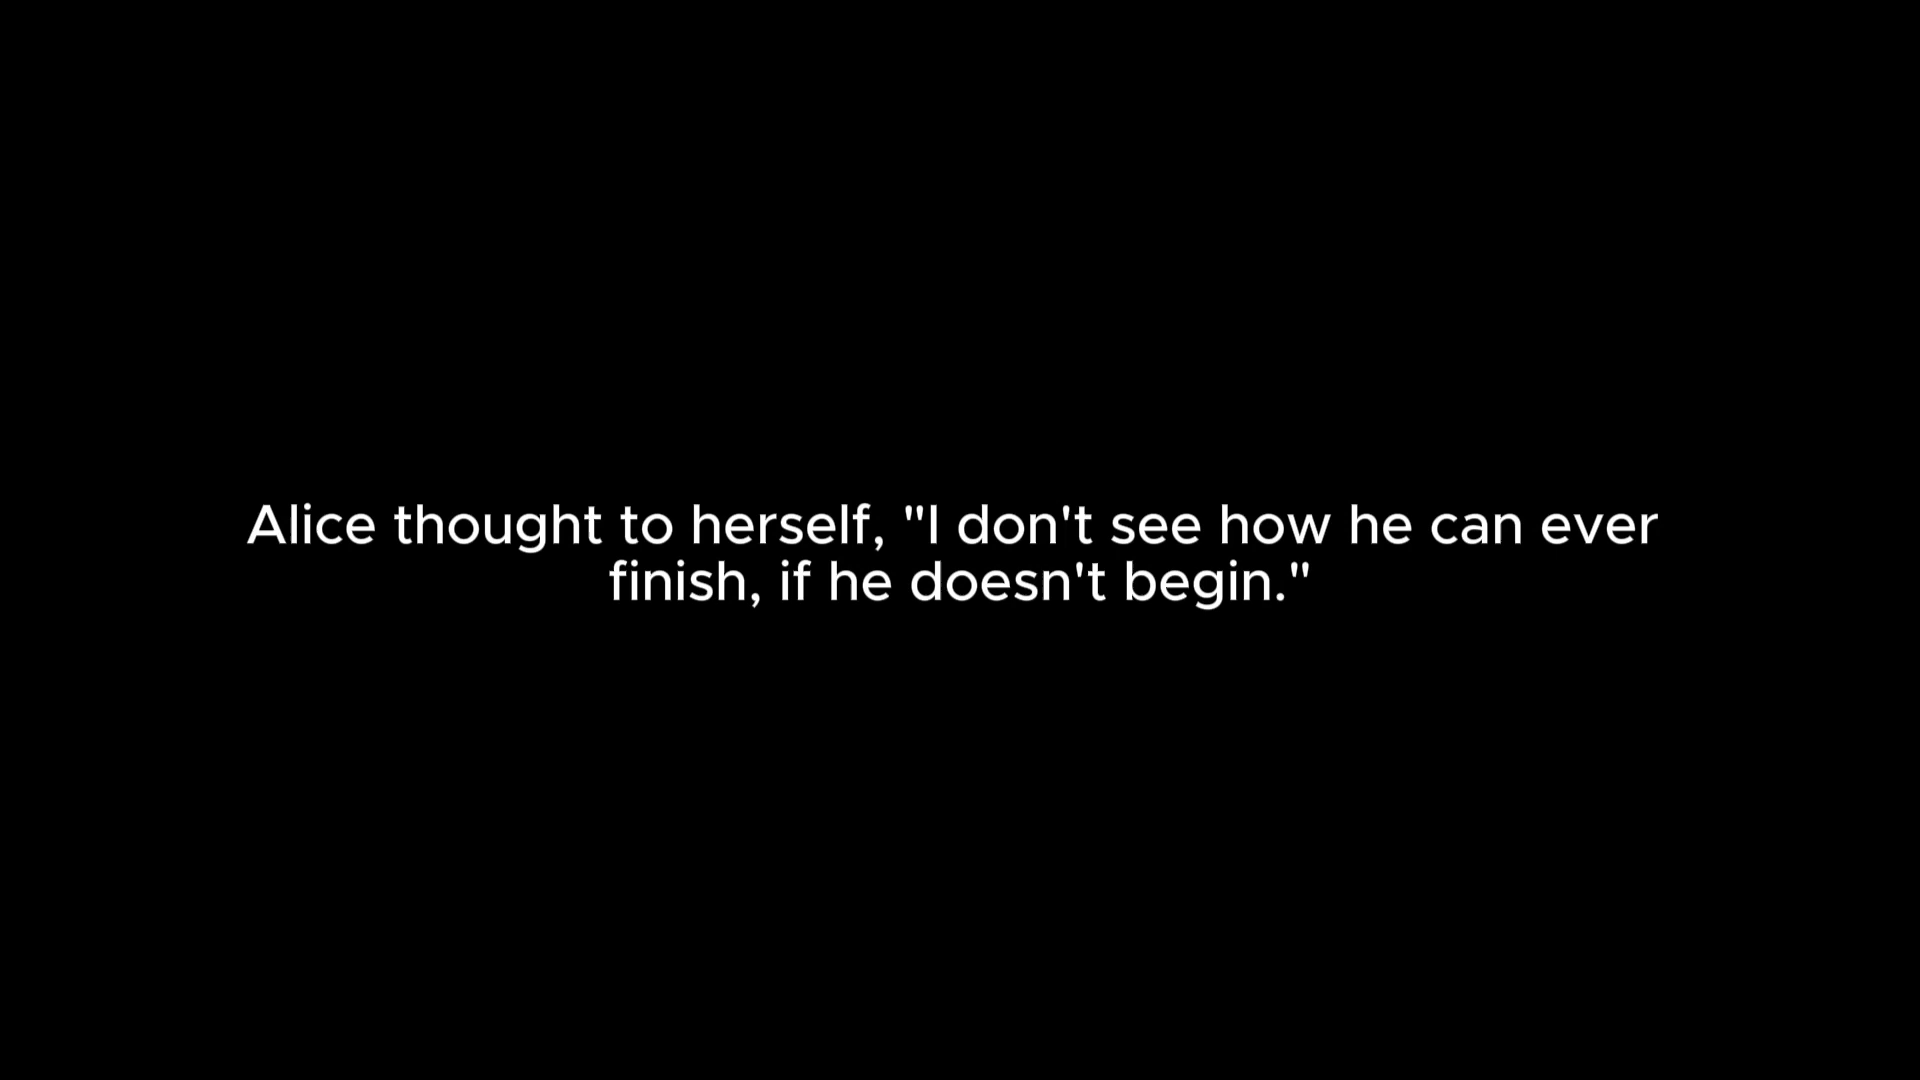 Alice thought to herself, "I don't see how he can ever
finish, if he doesn't begin."